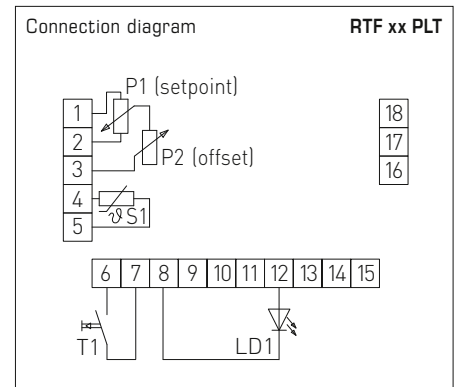 Connection diagram RTF xx PLT
P1 (setpoint)
1
2
3
P2 (offset)
4
5
ϑ S1
18
17
16
6 7 8 9 10 11 12 13 14 15
T1
LD1